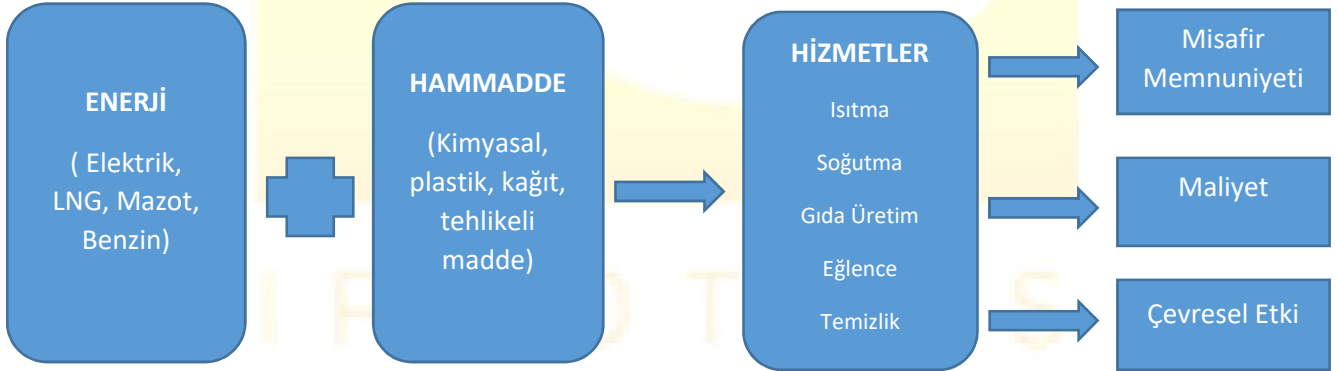 ENERJİ
( Elektrik,
LNG, Mazot,
Benzin)
HAMMADDE
(Kimyasal,
plastik, kağıt,
tehlikeli
madde)
HİZMETLER
Isıtma
Soğutma
Gıda Üretim
Eğlence
Temizlik
Misafir
Memnuniyeti
Maliyet
Çevresel Etki